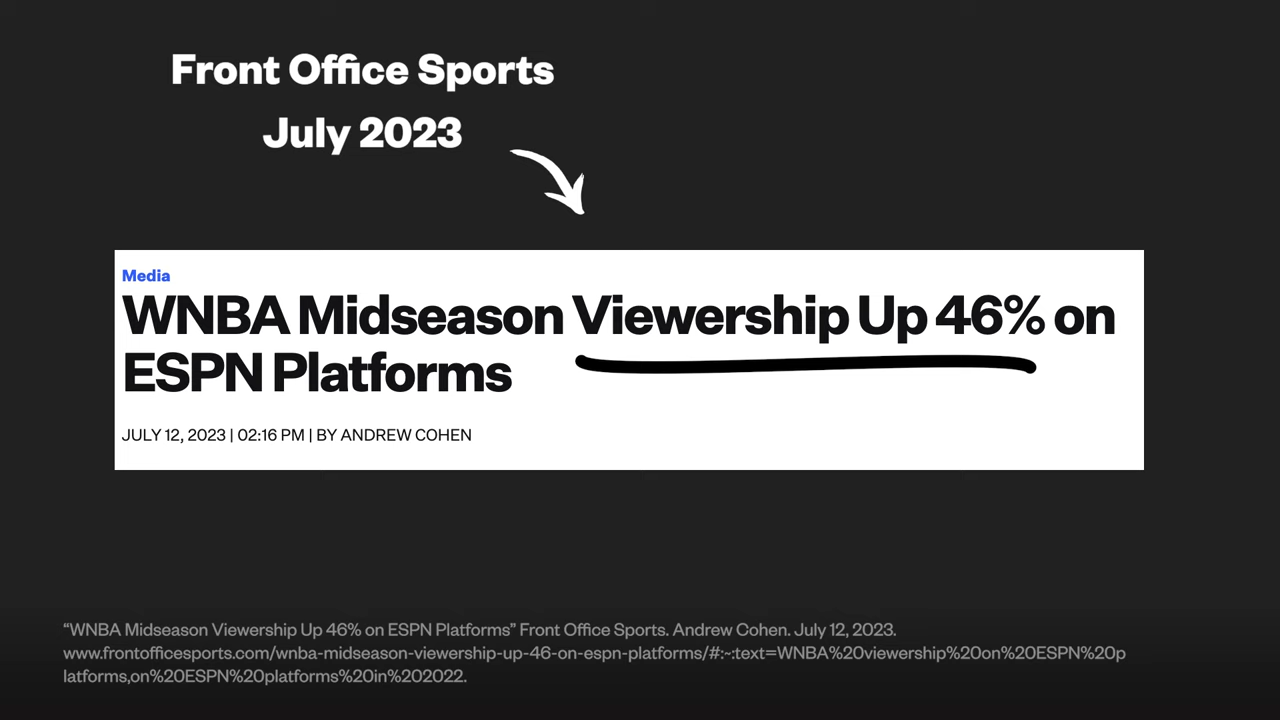 Front Office Sports
July 2023
Media
WNBA Midseason Viewership Up 46% on
ESPN Platforms
JULY 12, 2023 | 02:16 PM | BY ANDREW COHEN
“WNBA Midseason Viewership Up 46% on ESPN Platforms” Front Office Sports. Andrew Cohen. July 12, 2023.
www.frontofficesports.com/wnba-midseason-viewership-up-46-on-espn-platforms/#:~:text=WNBA%20viewership%20on%20ESPN%20p
latforms,on%20ESPN%20platforms%20in%202022.